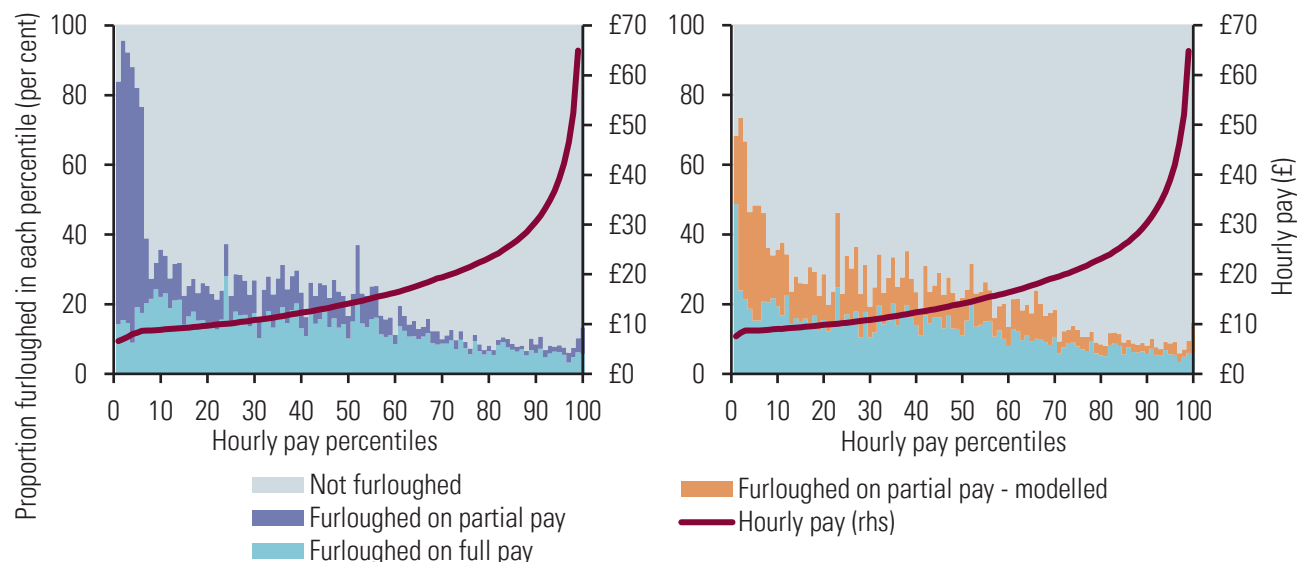 Proportion furloughed in each percentile (per cent)
100
80
60
40
20
0
£70
£60
£50
£40
£30
£20
£10
£0
0 10 20 30 40 50 60 70 80 90 100
Hourly pay percentiles
100
80
60
40
20
0
£70
£60
£50
£40
£30
£20
£10
£0
Hourly pay (£)
0 10 20 30 40 50 60 70 80 90 100
Hourly pay percentiles
Not furloughed
Furloughed on partial pay
Furloughed on full pay
Furloughed on partial pay - modelled
Hourly pay (rhs)